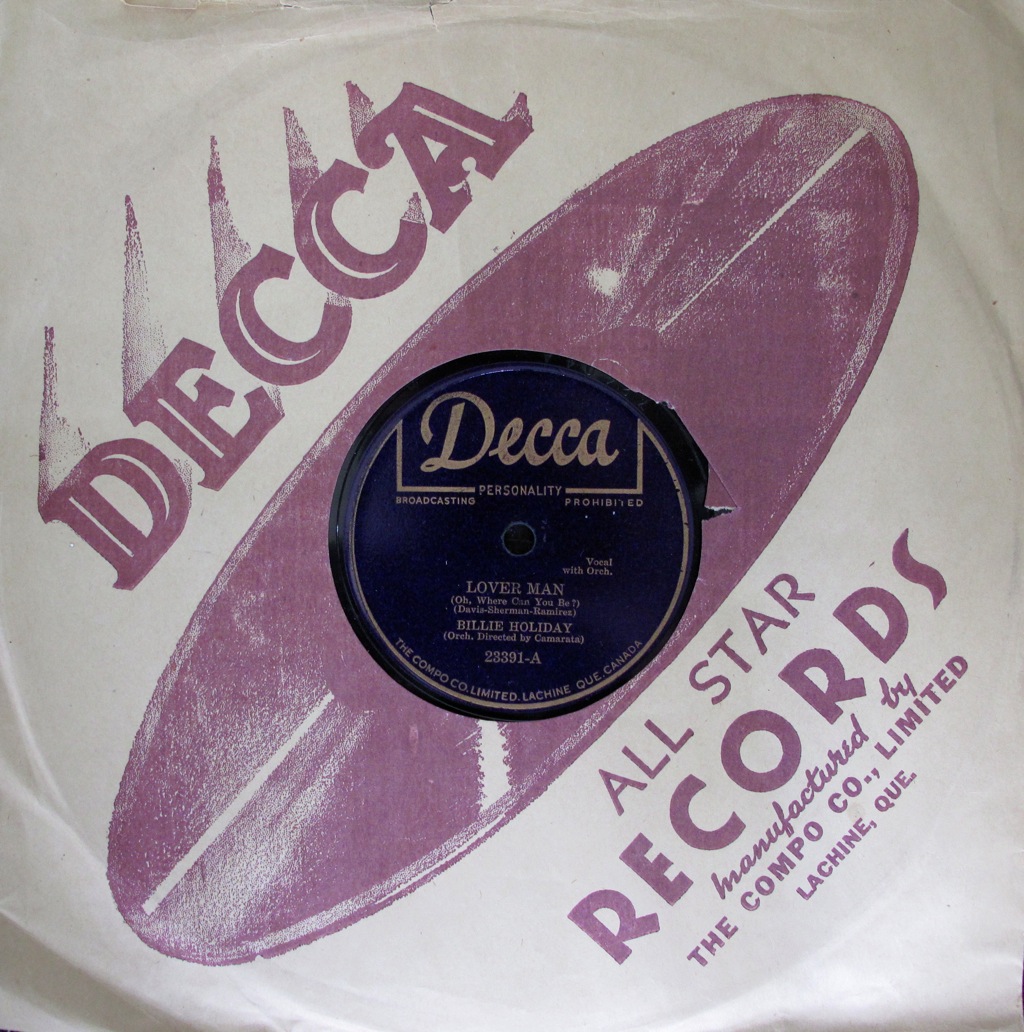 DECCA
Decca
PERSONALITY
BROADCASTING PROHIBITED
Vocal
with Orch.
LOVER MAN
(Oh, Where Can You Be?)
(Davis-Sherman-Ramirez)
BILLIE HOLIDAY
(Orch. Directed by Camarata)
23391-A
THE COMPO CO. LIMITED. LACHINE QUE. CANADA
ALL STAR
RECORDS
manufactured by
THE COMPO CO., LIMITED
LACHINE, QUE.